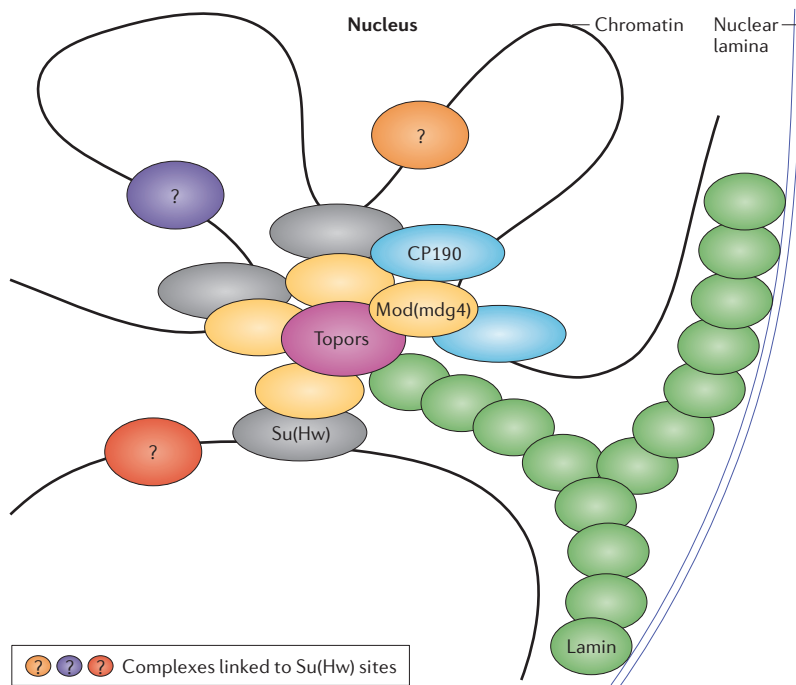 Nucleus
Chromatin
Nuclear
lamina
?
?
CP190
Mod(mdg4)
Topors
Su(Hw)
?
Lamin
? ? ? Complexes linked to Su(Hw) sites